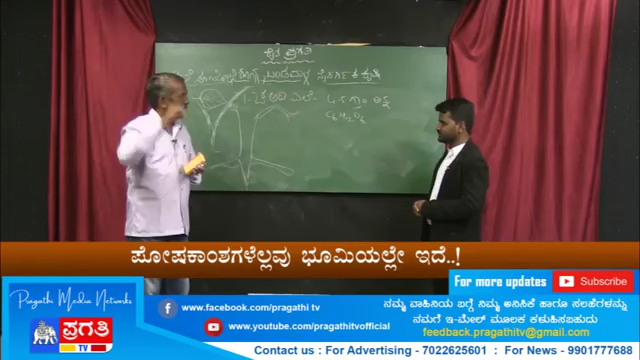 ರೈತ ಪ್ರಗತಿ
ನೈಸರ್ಗಿಕ ಕೃಷಿ
ಪೋಷಕಾಂಶಗಳೆಲ್ಲವು ಭೂಮಿಯಲ್ಲೇ ಇದೆ..!
For more updates Subscribe
Pragathi Media Networks
ಪ್ರಗತಿ
TV
www.facebook.com/pragathi tv
www.youtube.com/pragathitvofficial
ನಮ್ಮ ವಾಹಿನಿಯ ಬಗ್ಗೆ ನಿಮ್ಮ ಅನಿಸಿಕೆ ಹಾಗೂ ಸಲಹೆಗಳನ್ನು
ನಮಗೆ ಇ-ಮೇಲ್ ಮೂಲಕ ಕಳುಹಿಸಬಹುದು
feedback.pragathitv@gmail.com
Contact us : For Advertising - 7022625601 : For News - 9901777688